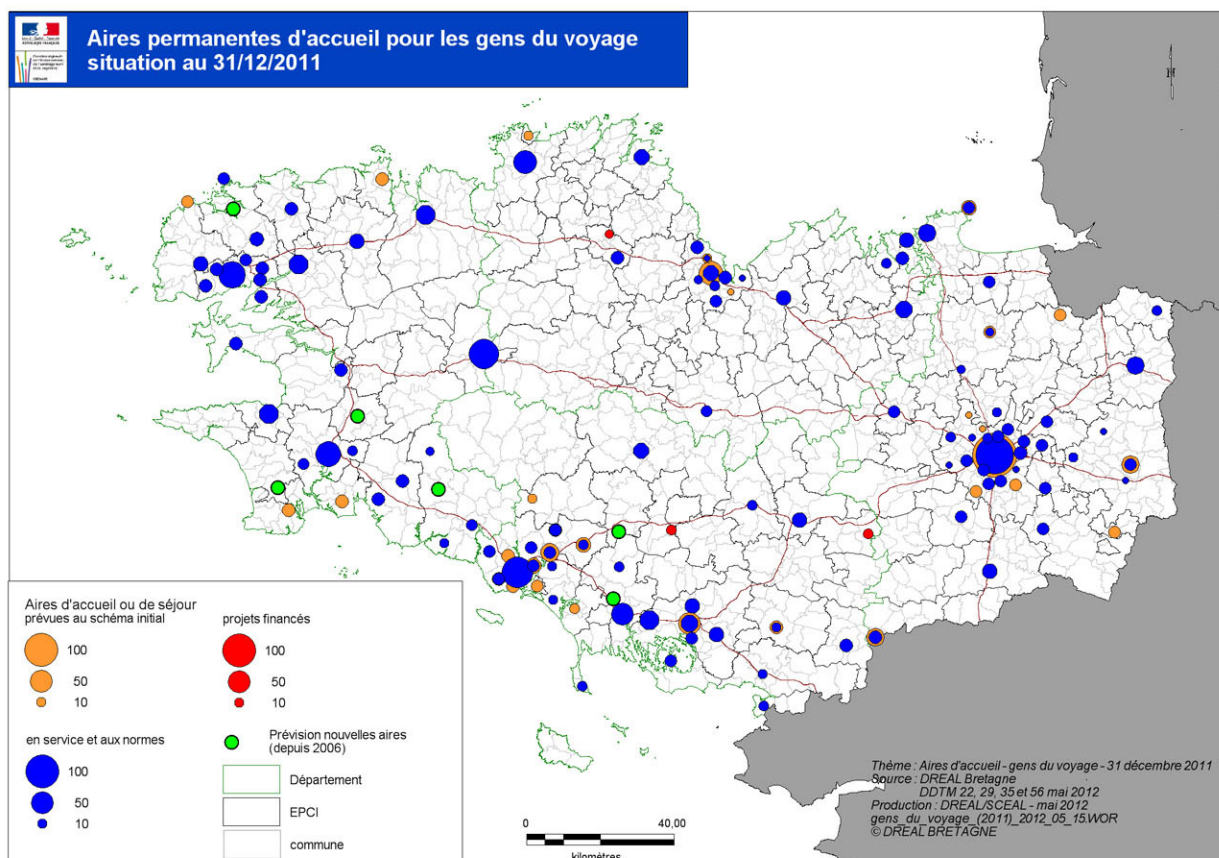 Aires permanentes d'accueil pour les gens du voyage
situation au 31/12/2011
Aires d'accueil ou de séjour
prévues au schéma initial
100
50
10
en service et aux normes
100
50
10
projets financés
100
50
10
Prévision nouvelles aires
(depuis 2006)
Département
EPCI
commune
0
40,00
kilomètres
Thème : Aires d'accueil - gens du voyage - 31 décembre 2011
Source : DREAL Bretagne
DDTM 22, 29, 35 et 56 mai 2012
Production : DREAL/SCEAL - mai 2012
gens_du_voyage_(2011)_2012_05_15.WOR
© DREAL BRETAGNE